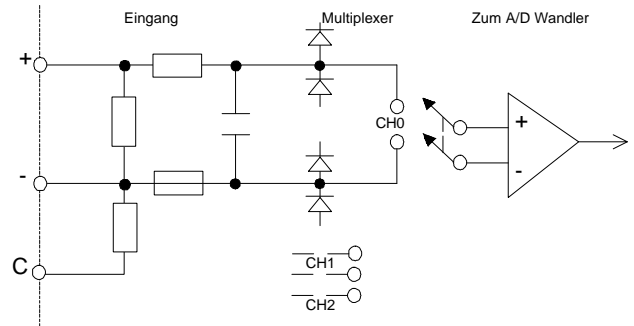 Eingang Multiplexer Zum A/D Wandler
+
CH0
+
-
-
C
CH1
CH2